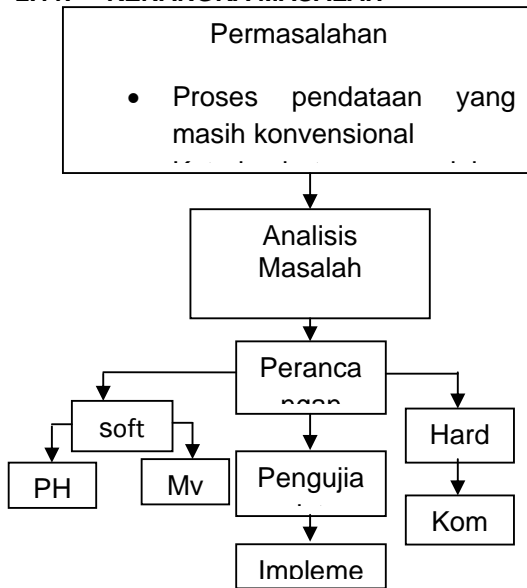 Permasalahan
• Proses pendataan yang
masih konvensional
Analisis
Masalah
Peranca
soft
Hard
PH
Mv
Pengujia
Kom
Impleme